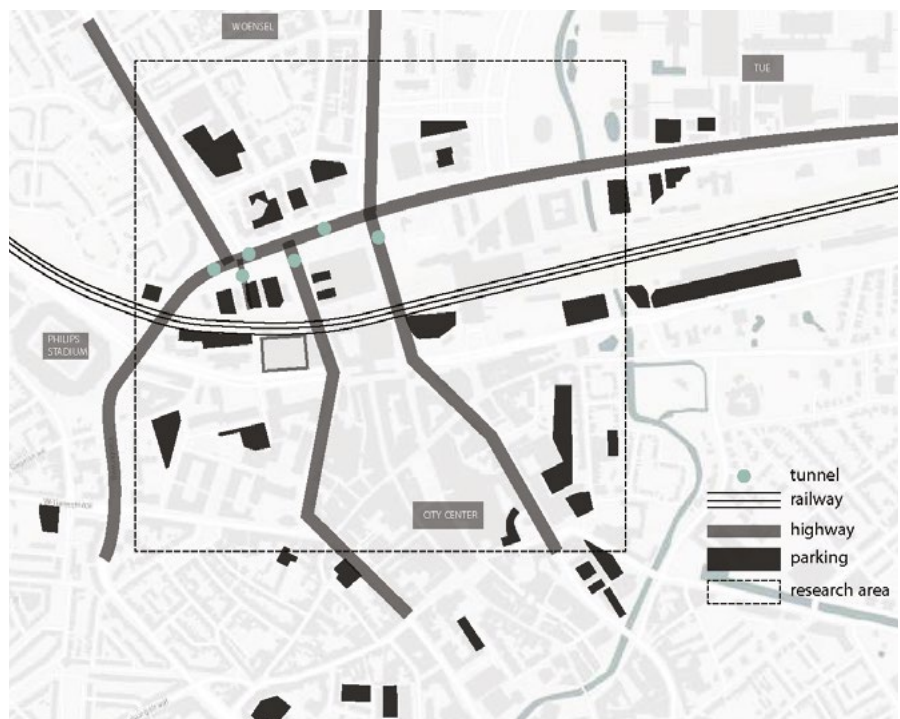 WOENSEL
TUE
PHILIPS
STADIUM
CITY CENTER
tunnel
railway
highway
parking
research area